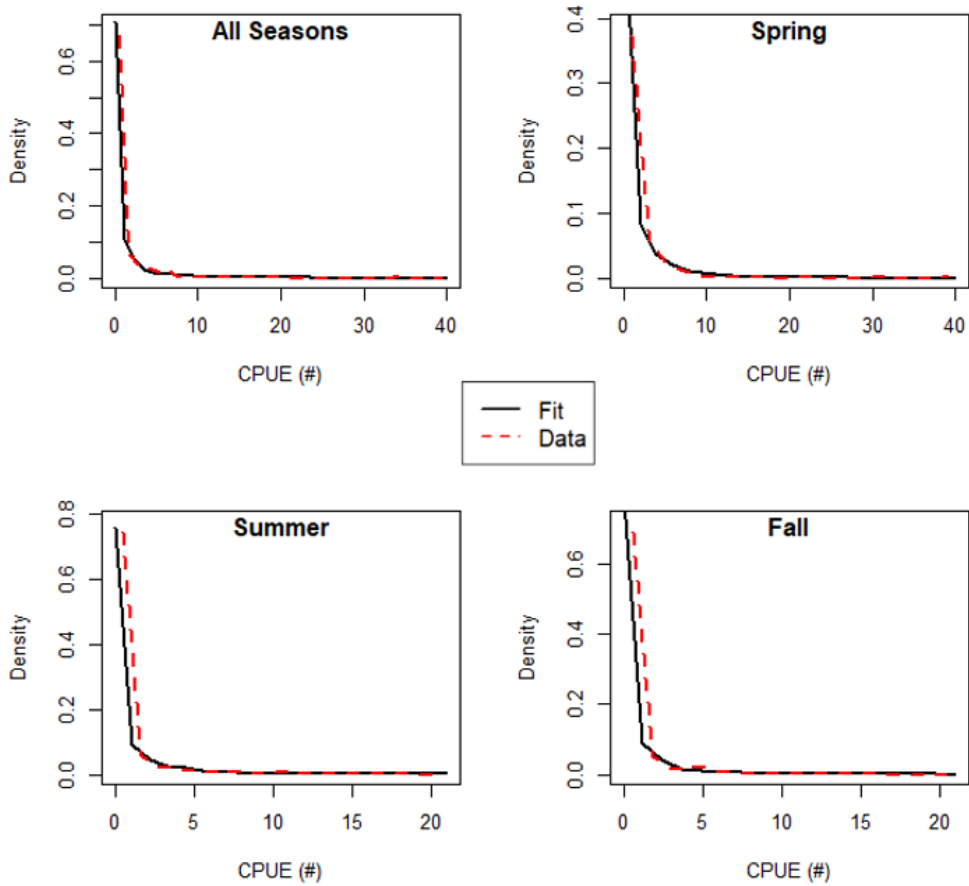 All Seasons
Density
0.0 0.2 0.4 0.6
0 10 20 30 40
CPUE (#)
Spring
Density
0.0 0.1 0.2 0.3 0.4
0 10 20 30 40
CPUE (#)
Fit
Data
Summer
Density
0.0 0.2 0.4 0.6 0.8
0 5 10 15 20
CPUE (#)
Fall
Density
0.0 0.2 0.4 0.6
0 5 10 15 20
CPUE (#)